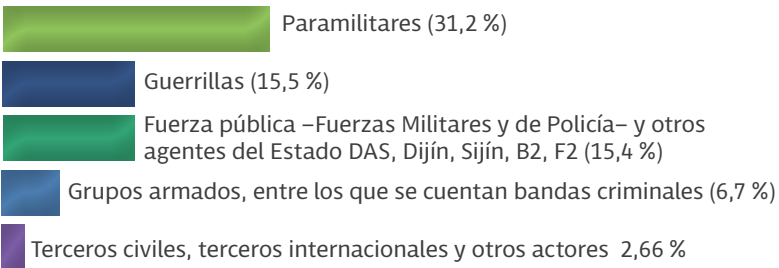 Paramilitares (31,2 %)
Guerrillas (15,5 %)
Fuerza pública –Fuerzas Militares y de Policía– y otros
agentes del Estado DAS, Dijín, Sijín, B2, F2 (15,4 %)
Grupos armados, entre los que se cuentan bandas criminales (6,7 %)
Terceros civiles, terceros internacionales y otros actores 2,66 %